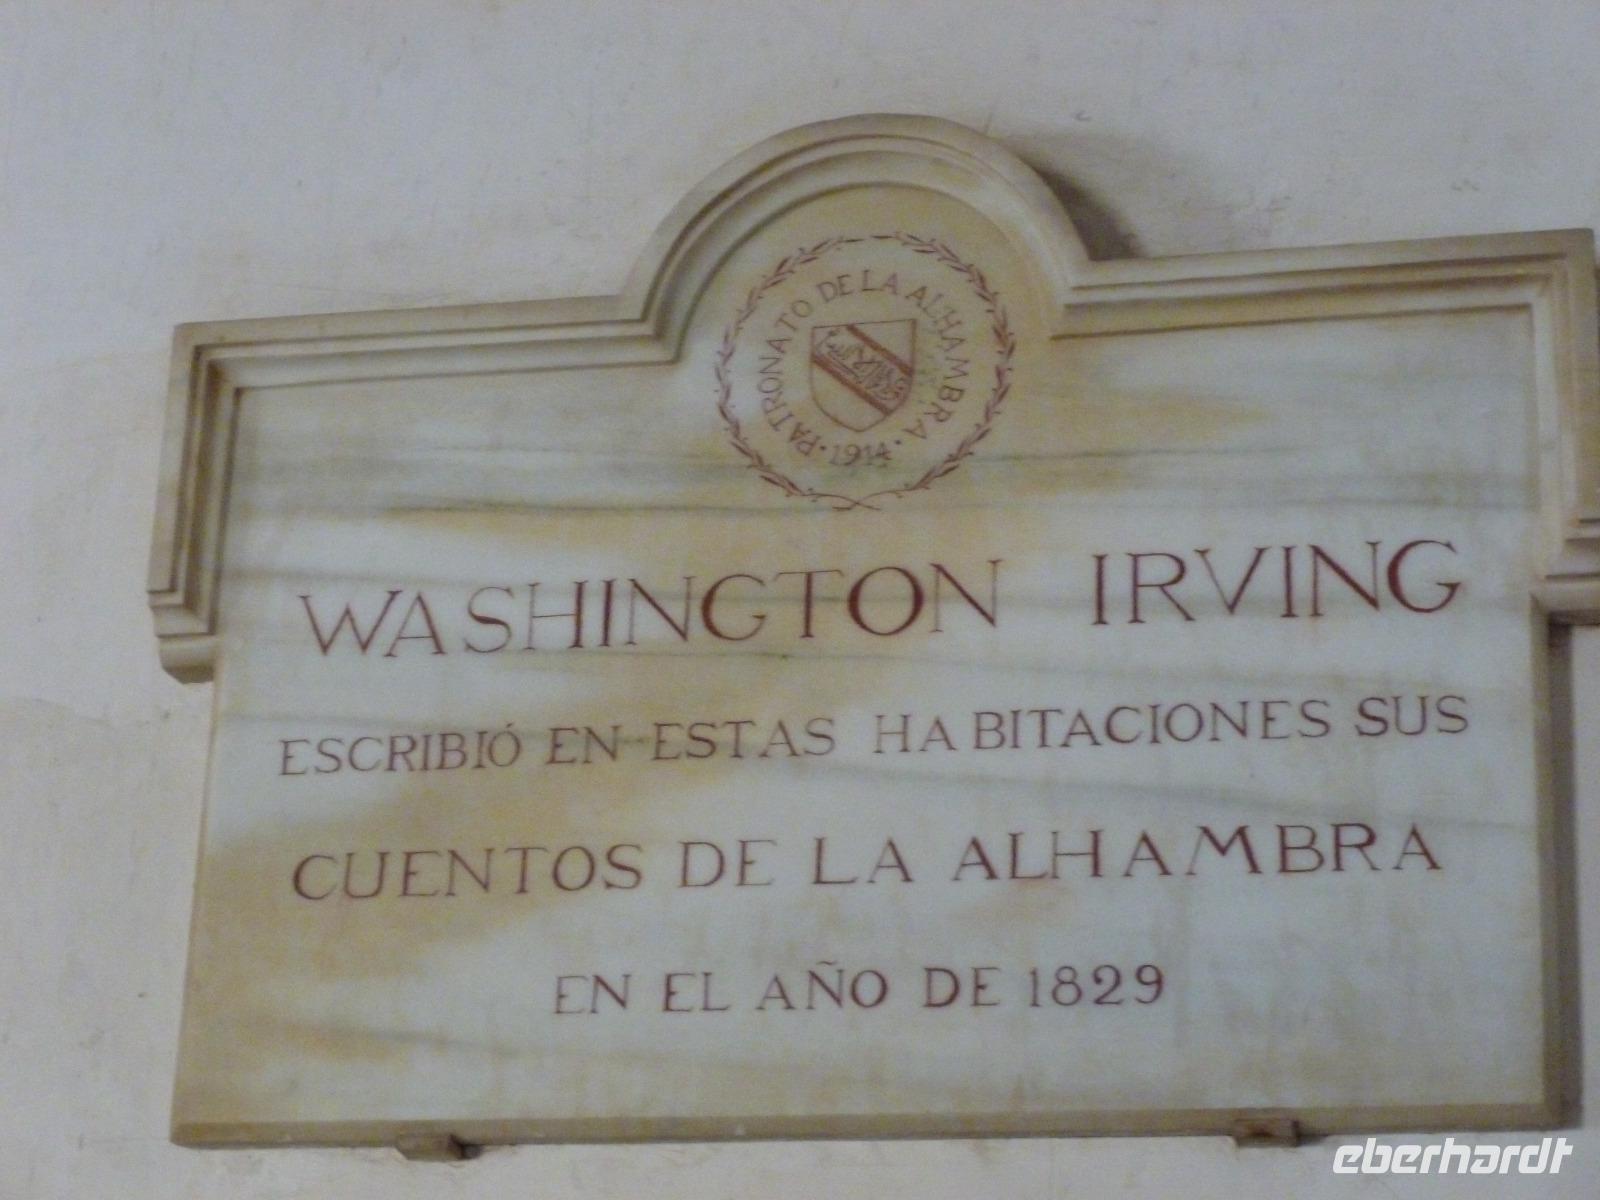 PATRONATO DE LA ALHAMBRA
· 1914 ·
WASHINGTON IRVING
ESCRIBIÓ EN ESTAS HABITACIONES SUS
CUENTOS DE LA ALHAMBRA
EN EL AÑO DE 1829
eberhardt